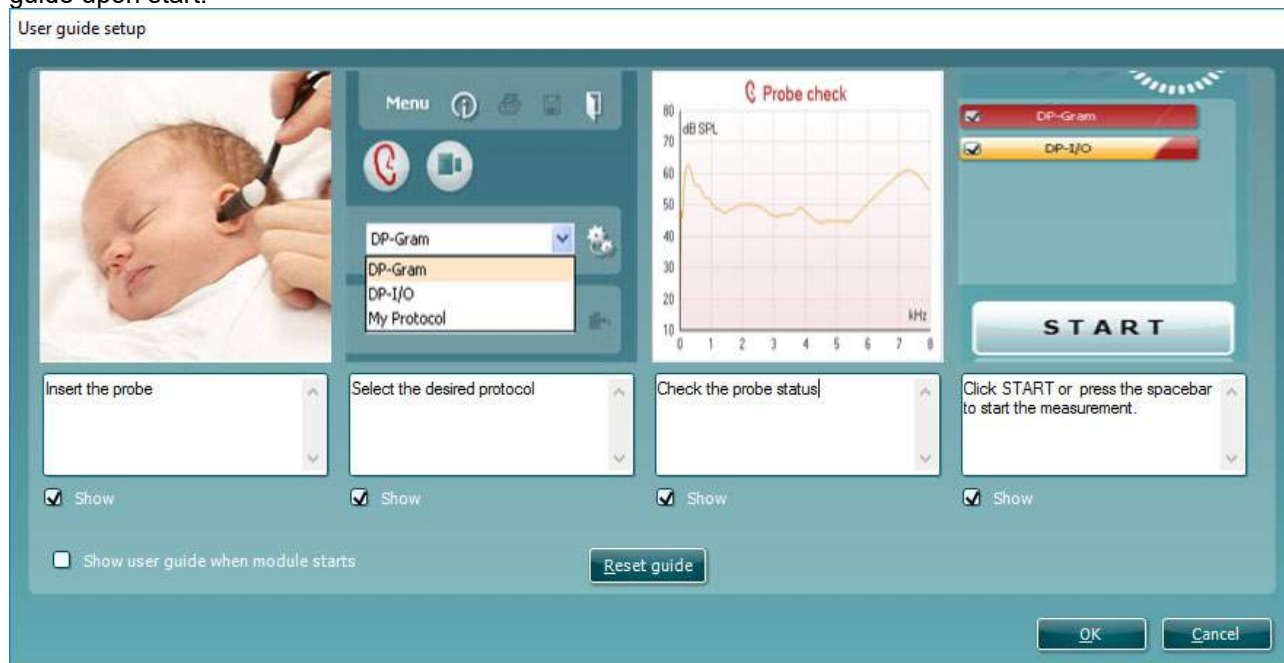 guide upon start.
User guide setup
Menu
DP-Gram
DP-Gram
DP-I/O
My Protocol
Probe check
dB SPL
80
70
60
50
40
30
20
10
kHz
0 1 2 3 4 5 6 7 8
DP-Gram
DP-I/O
START
Insert the probe
Select the desired protocol
Check the probe status
Click START or press the spacebar
to start the measurement.
Show
Show
Show
Show
Show user guide when module starts
Reset guide
OK
Cancel